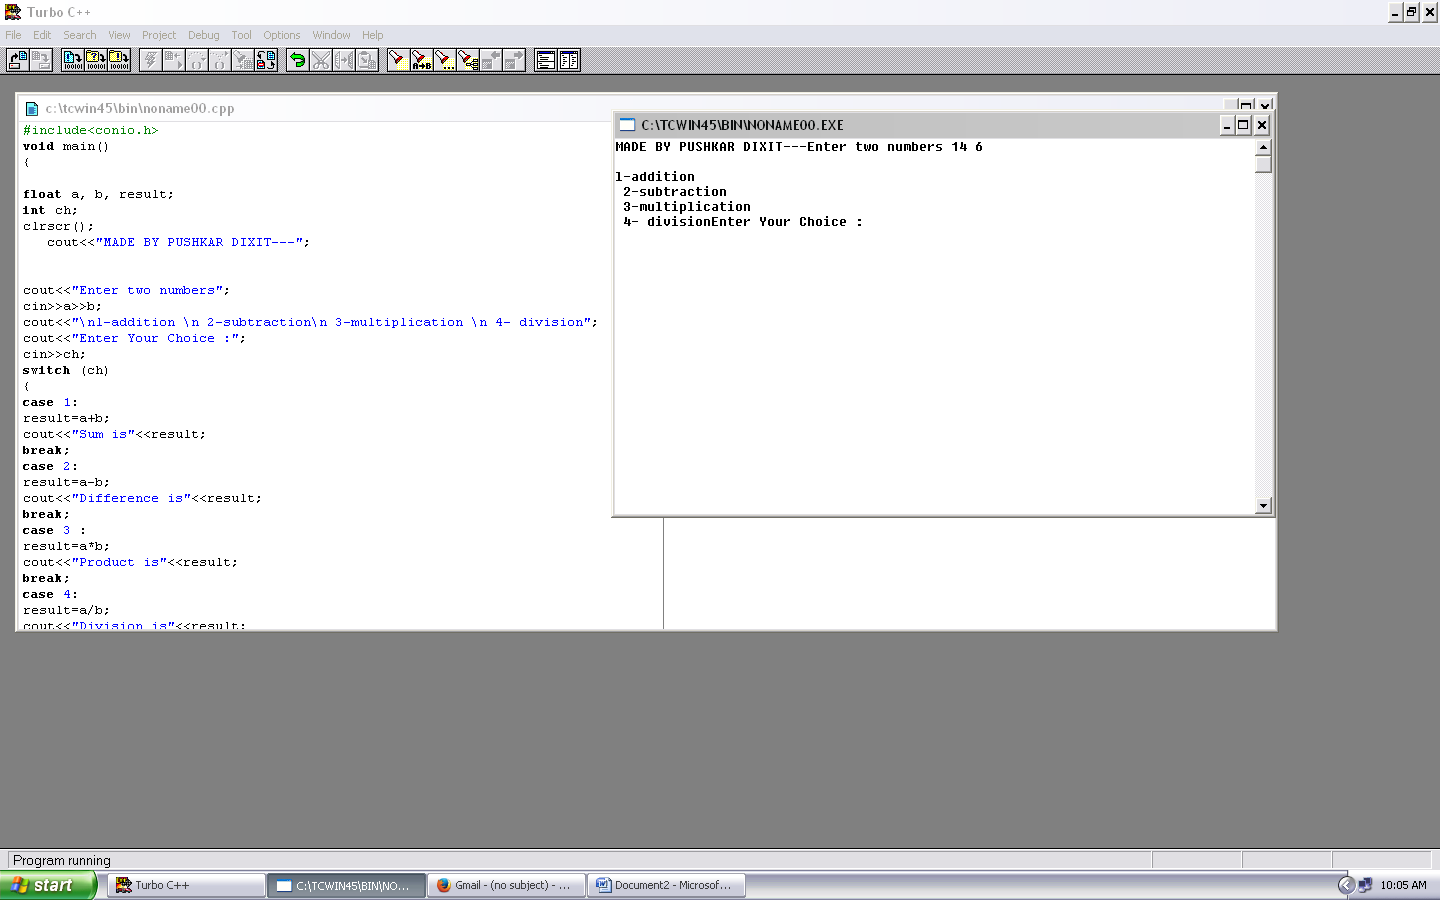 Turbo C++
File Edit Search View Project Debug Tool Options Window Help
c:\tcwin45\bin\noname00.cpp
#include<conio.h>
void main()
{
float a, b, result;
int ch;
clrscr();
cout<<"MADE BY PUSHKAR DIXIT---";
cout<<"Enter two numbers";
cin>>a>>b;
cout<<"\n1-addition \n 2-subtraction\n 3-multiplication \n 4- division";
cout<<"Enter Your Choice :";
cin>>ch;
switch (ch)
{
case 1:
result=a+b;
cout<<"Sum is"<<result;
break;
case 2:
result=a-b;
cout<<"Difference is"<<result;
break;
case 3 :
result=a*b;
cout<<"Product is"<<result;
break;
case 4:
result=a/b;
cout<<"Division is"<<result;
C:\TCWIN45\BIN\NONAME00.EXE
MADE BY PUSHKAR DIXIT---Enter two numbers 14 6
1-addition
2-subtraction
3-multiplication
4- divisionEnter Your Choice :
Program running
start Turbo C++ C:\TCWIN45\BIN\NO... Gmail - (no subject) - ... Document2 - Microsof... 10:05 AM